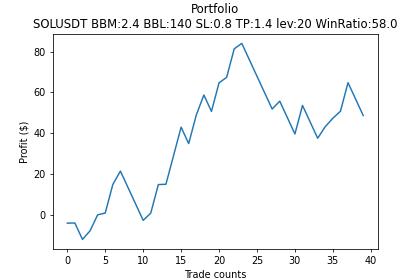 Portfolio
SOLUSDT BBM:2.4 BBL:140 SL:0.8 TP:1.4 lev:20 WinRatio:58.0
80
60
40
20
0
Profit ($)
0 5 10 15 20 25 30 35 40
Trade counts